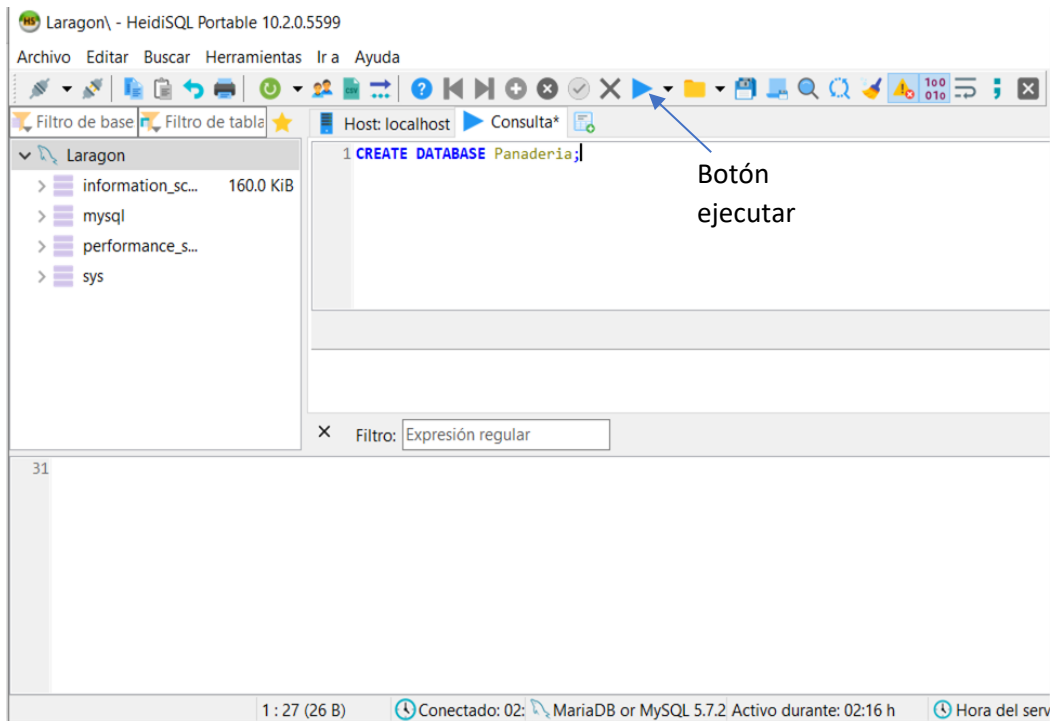 Laragon\ - HeidiSQL Portable 10.2.0.5599
Archivo Editar Buscar Herramientas Ir a Ayuda
Filtro de base Filtro de tabla Host: localhost Consulta*
Laragon
information_sc... 160.0 KiB
mysql
performance_s...
sys
1 CREATE DATABASE Panaderia;
Botón
ejecutar
Filtro: Expresión regular
31
1 : 27 (26 B) Conectado: 02: MariaDB or MySQL 5.7.2 Activo durante: 02:16 h Hora del serv